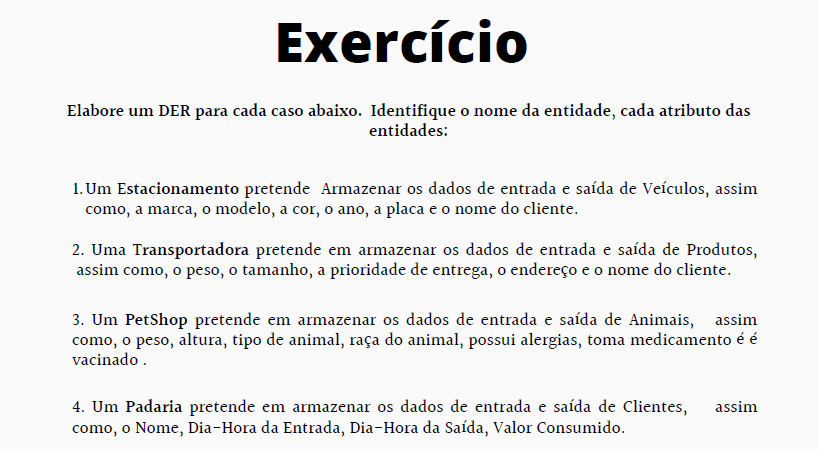 Exercício
Elabore um DER para cada caso abaixo. Identifique o nome da entidade, cada atributo das
entidades:
1. Um Estacionamento pretende Armazenar os dados de entrada e saída de Veículos, assim
como, a marca, o modelo, a cor, o ano, a placa e o nome do cliente.
2. Uma Transportadora pretende em armazenar os dados de entrada e saída de Produtos,
assim como, o peso, o tamanho, a prioridade de entrega, o endereço e o nome do cliente.
3. Um PetShop pretende em armazenar os dados de entrada e saída de Animais, assim
como, o peso, altura, tipo de animal, raça do animal, possui alergias, toma medicamento é é
vacinado .
4. Um Padaria pretende em armazenar os dados de entrada e saída de Clientes, assim
como, o Nome, Dia-Hora da Entrada, Dia-Hora da Saída, Valor Consumido.